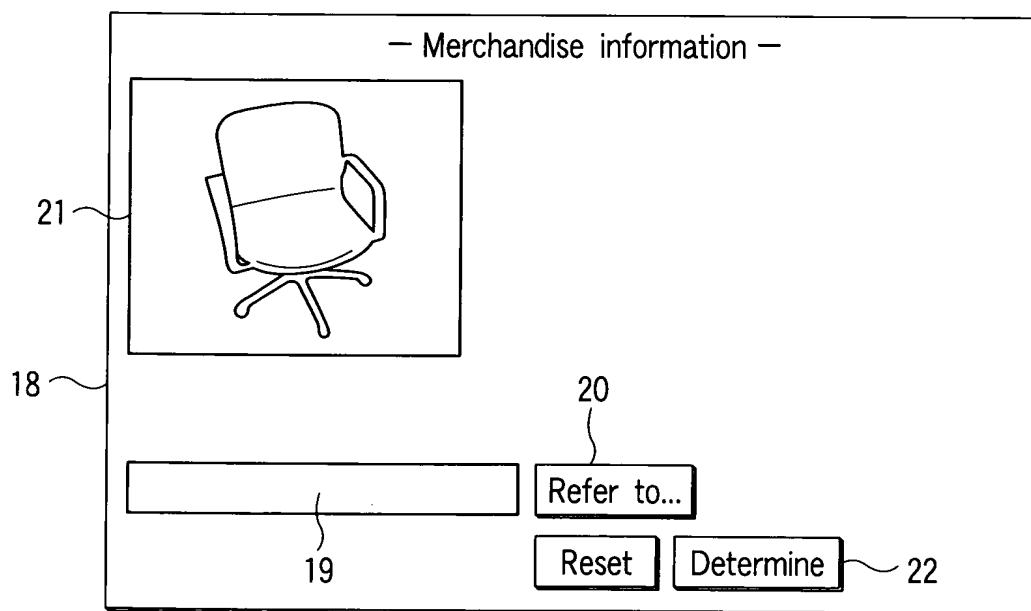 — Merchandise information —
21
18
20
Refer to...
19
Reset
Determine
22